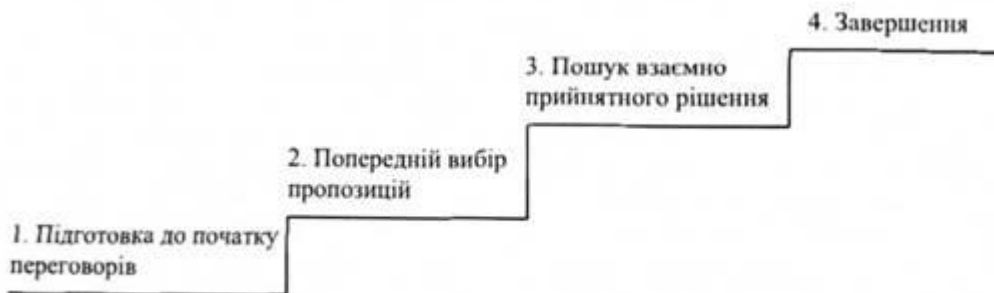 1. Підготовка до початку
переговорів
2. Попередній вибір
пропозицій
3. Пошук взаємно
прийнятного рішення
4. Завершення